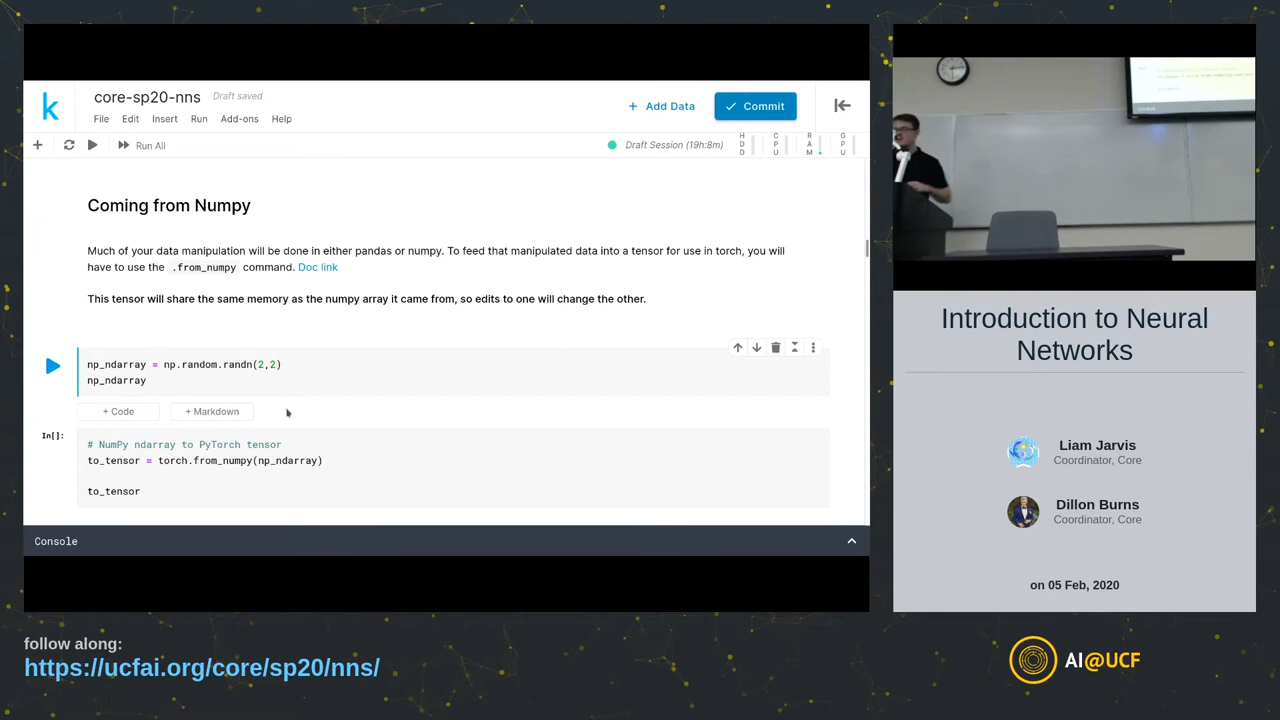 core-sp20-nns
Draft saved
File Edit Insert Run Add-ons Help
+ Add Data
Commit
Run All
Draft Session (19h:8m)
HDD
CPU
RAM
GPU
Coming from Numpy
Much of your data manipulation will be done in either pandas or numpy. To feed that manipulated data into a tensor for use in torch, you will
have to use the .from_numpy command. Doc link
This tensor will share the same memory as the numpy array it came from, so edits to one will change the other.
np_ndarray = np.random.randn(2,2)
np_ndarray
+ Code
+ Markdown
In[]:
# NumPy ndarray to PyTorch tensor
to_tensor = torch.from_numpy(np_ndarray)
to_tensor
Console
Introduction to Neural
Networks
Liam Jarvis
Coordinator, Core
Dillon Burns
Coordinator, Core
on 05 Feb, 2020
follow along:
https://ucfai.org/core/sp20/nns/
AI@UCF